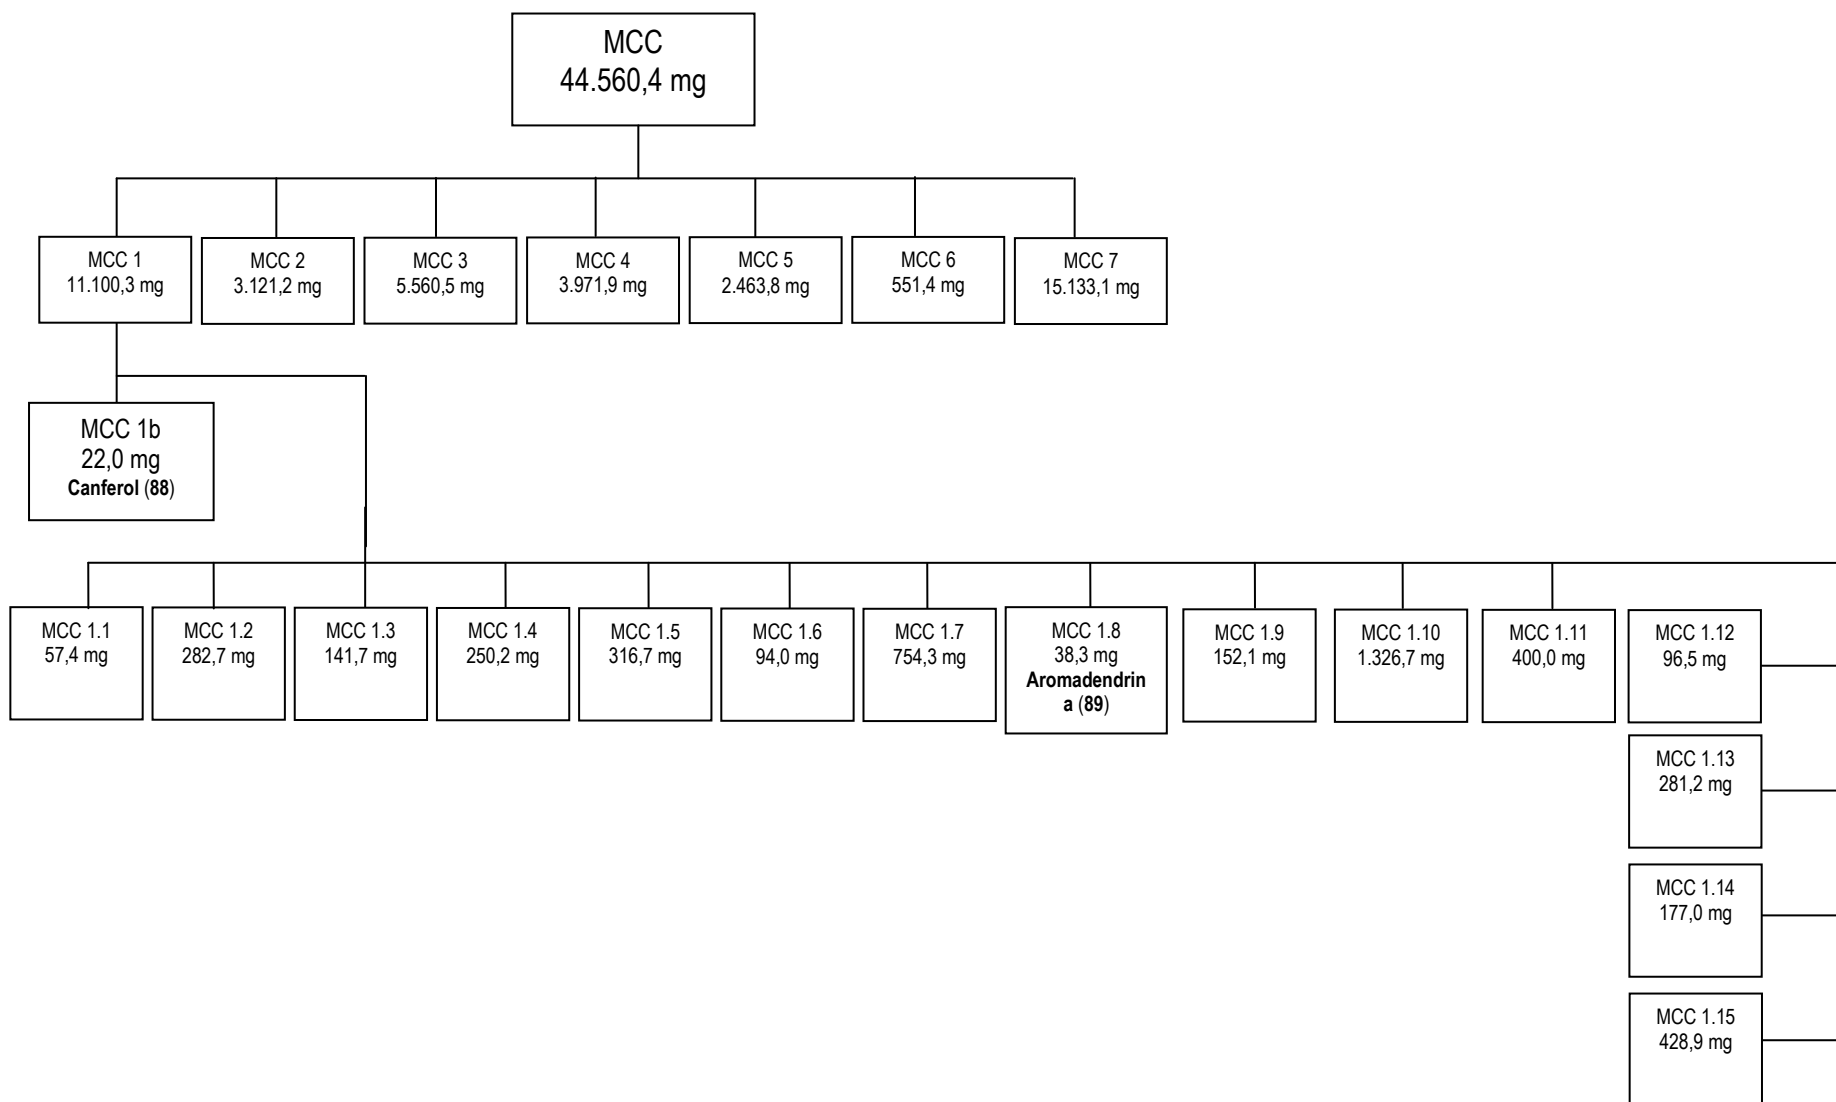 MCC
44.560,4 mg
MCC 1
11.100,3 mg
MCC 2
3.121,2 mg
MCC 3
5.560,5 mg
MCC 4
3.971,9 mg
MCC 5
2.463,8 mg
MCC 6
551,4 mg
MCC 7
15.133,1 mg
MCC 1b
22,0 mg
Canferol (88)
MCC 1.1
57,4 mg
MCC 1.2
282,7 mg
MCC 1.3
141,7 mg
MCC 1.4
250,2 mg
MCC 1.5
316,7 mg
MCC 1.6
94,0 mg
MCC 1.7
754,3 mg
MCC 1.8
38,3 mg
Aromadendrin
a (89)
MCC 1.9
152,1 mg
MCC 1.10
1.326,7 mg
MCC 1.11
400,0 mg
MCC 1.12
96,5 mg
MCC 1.13
281,2 mg
MCC 1.14
177,0 mg
MCC 1.15
428,9 mg